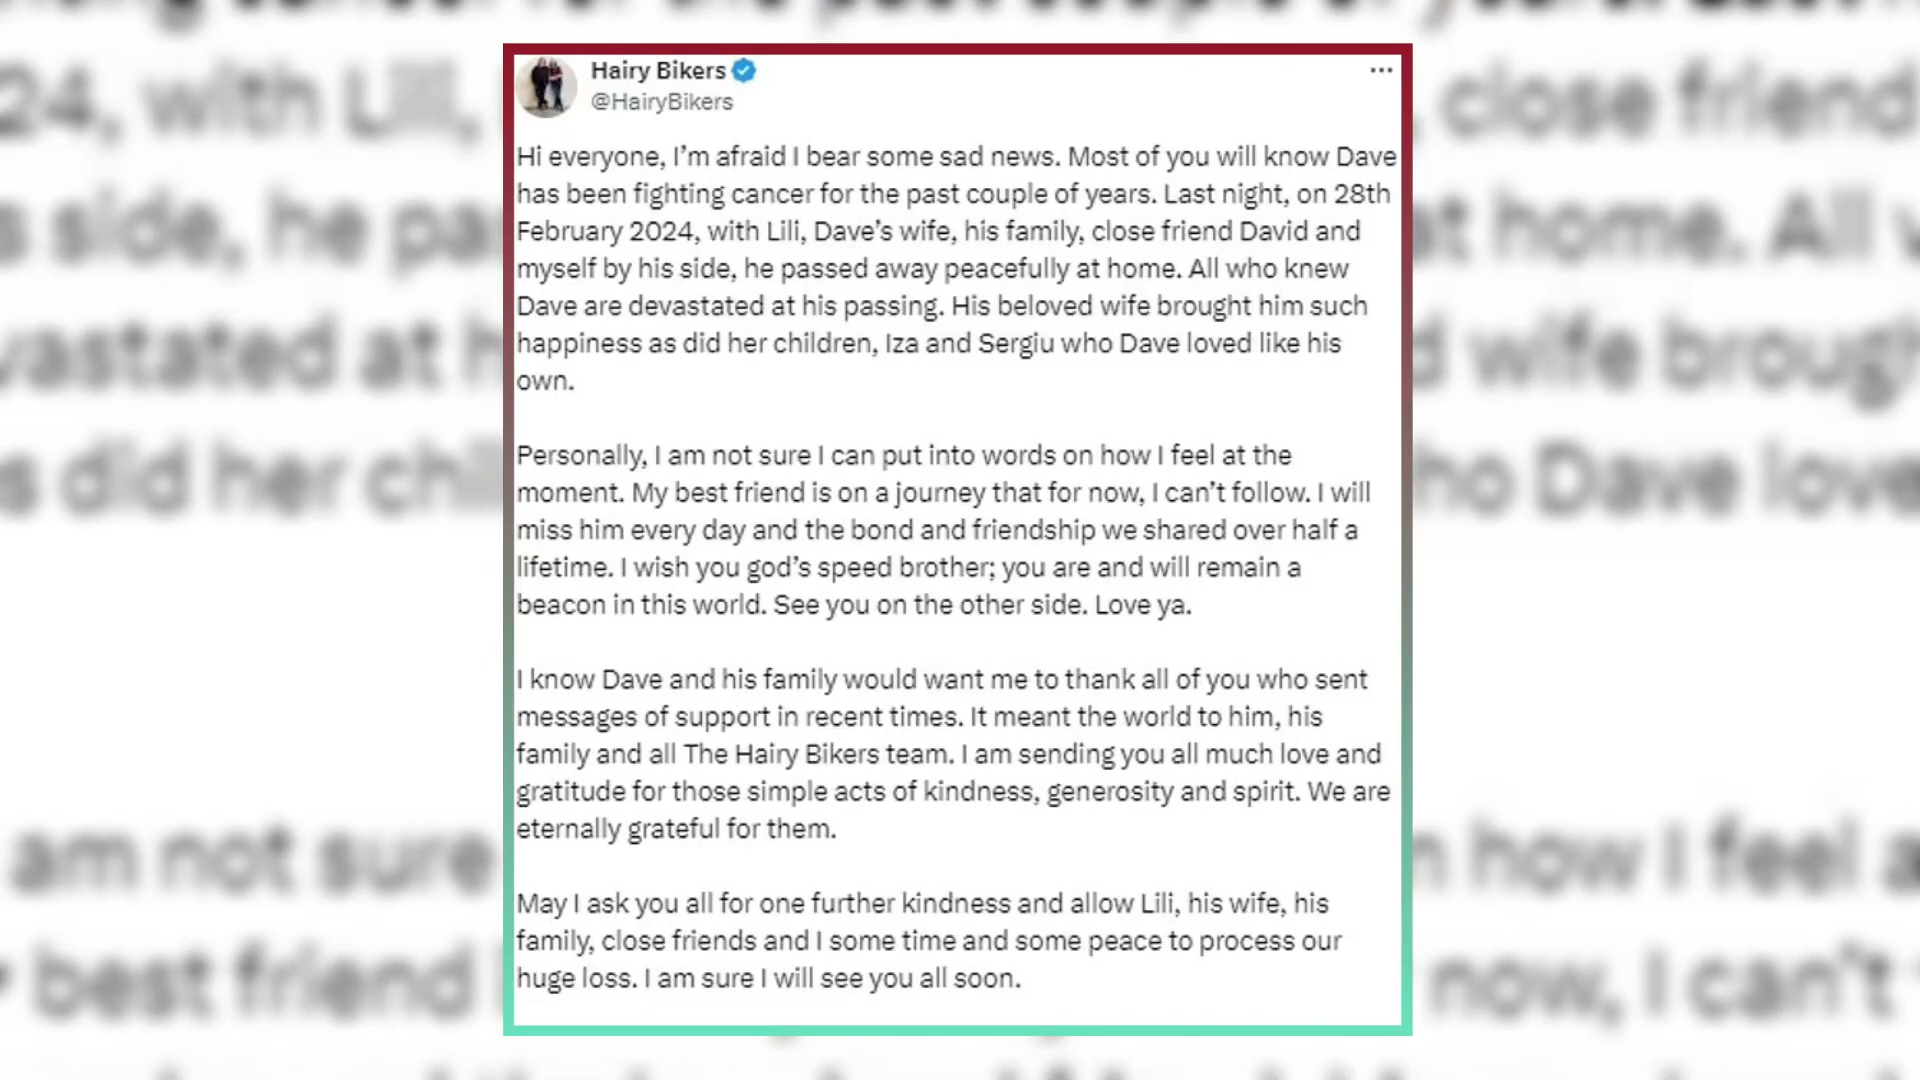 Hairy Bikers
@HairyBikers
Hi everyone, I'm afraid I bear some sad news. Most of you will know Dave
has been fighting cancer for the past couple of years. Last night, on 28th
February 2024, with Lili, Dave's wife, his family, close friend David and
myself by his side, he passed away peacefully at home. All who knew
Dave are devastated at his passing. His beloved wife brought him such
happiness as did her children, Iza and Sergiu who Dave loved like his
own.
Personally, I am not sure I can put into words on how I feel at the
moment. My best friend is on a journey that for now, I can't follow. I will
miss him every day and the bond and friendship we shared over half a
lifetime. I wish you god's speed brother; you are and will remain a
beacon in this world. See you on the other side. Love ya.
I know Dave and his family would want me to thank all of you who sent
messages of support in recent times. It meant the world to him, his
family and all The Hairy Bikers team. I am sending you all much love and
gratitude for those simple acts of kindness, generosity and spirit. We are
eternally grateful for them.
May I ask you all for one further kindness and allow Lili, his wife, his
family, close friends and I some time and some peace to process our
huge loss. I am sure I will see you all soon.